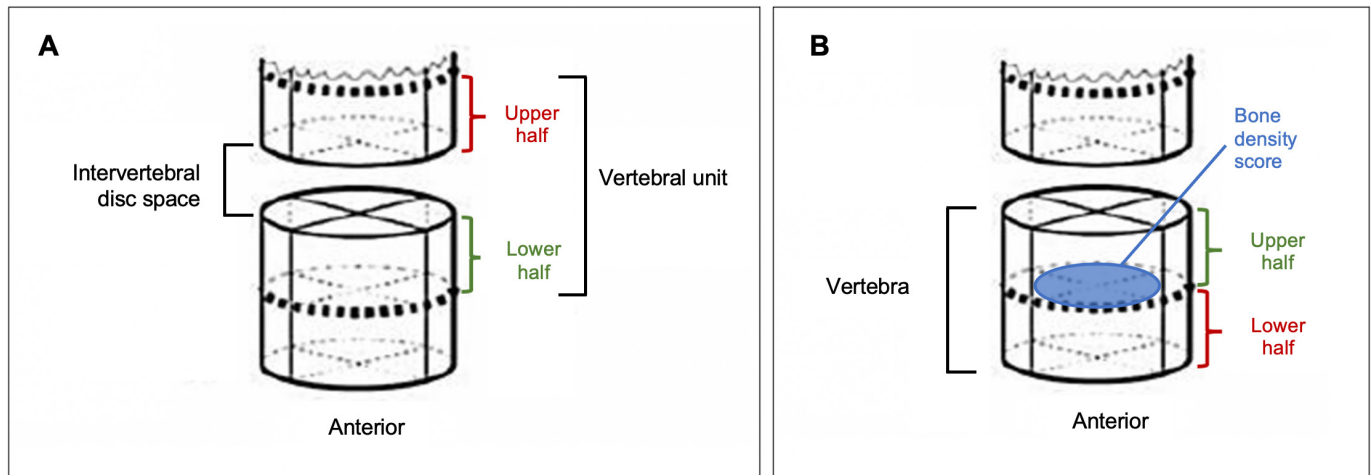 A
Upper
half
Intervertebral
disc space
Vertebral unit
Lower
half
Anterior
B
Bone
density
score
Upper
half
Vertebra
Lower
half
Anterior